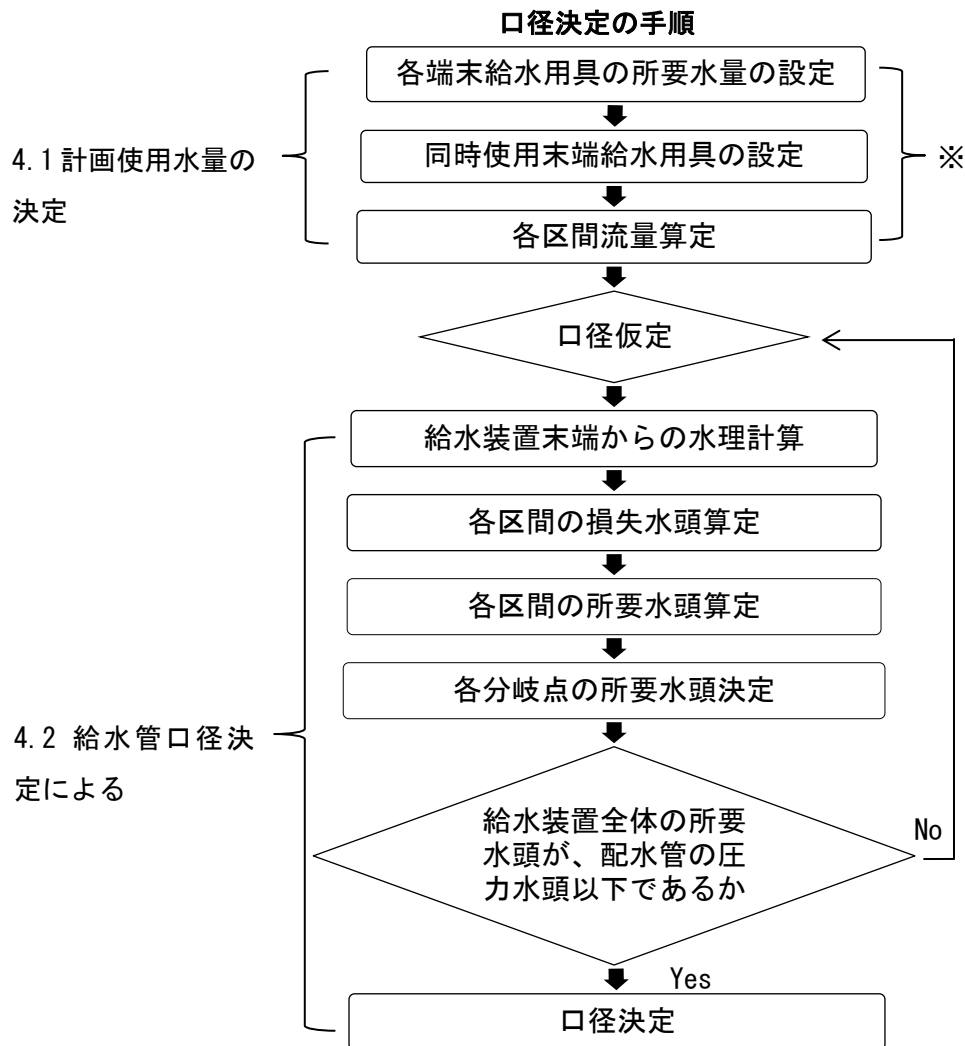 口径決定の手順
各端末給水用具の所要水量の設定
同時使用末端給水用具の設定
各区間流量算定
4.1計画使用水量の
決定
※
口径仮定
給水装置末端からの水理計算
各区間の損失水頭算定
各区間の所要水頭算定
各分岐点の所要水頭決定
4.2 給水管口径決
定による
給水装置全体の所要
水頭が、配水管の圧
力水頭以下であるか
No
Yes
口径決定